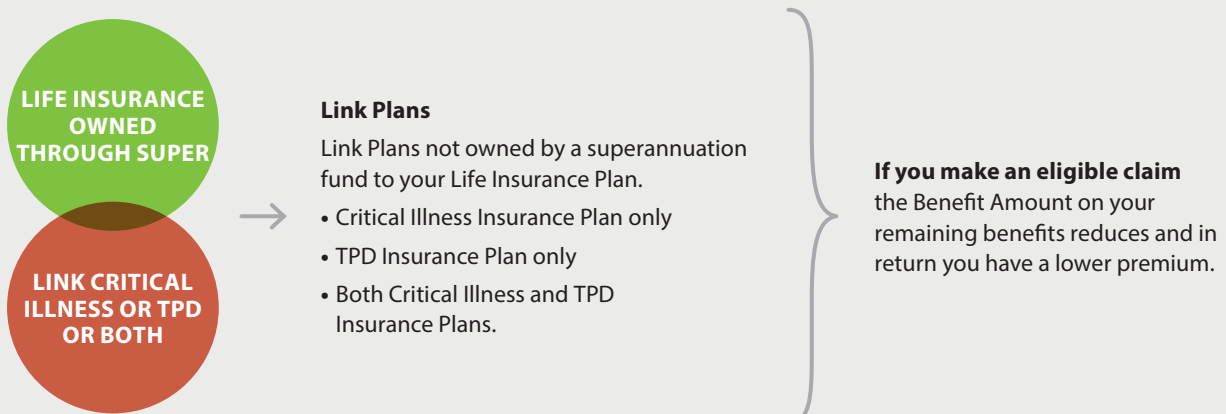 LIFE INSURANCE
OWNED
THROUGH SUPER
LINK CRITICAL
ILLNESS OR TPD
OR BOTH
Link Plans
Link Plans not owned by a superannuation
fund to your Life Insurance Plan.
• Critical Illness Insurance Plan only
• TPD Insurance Plan only
• Both Critical Illness and TPD
Insurance Plans.
If you make an eligible claim
the Benefit Amount on your
remaining benefits reduces and in
return you have a lower premium.